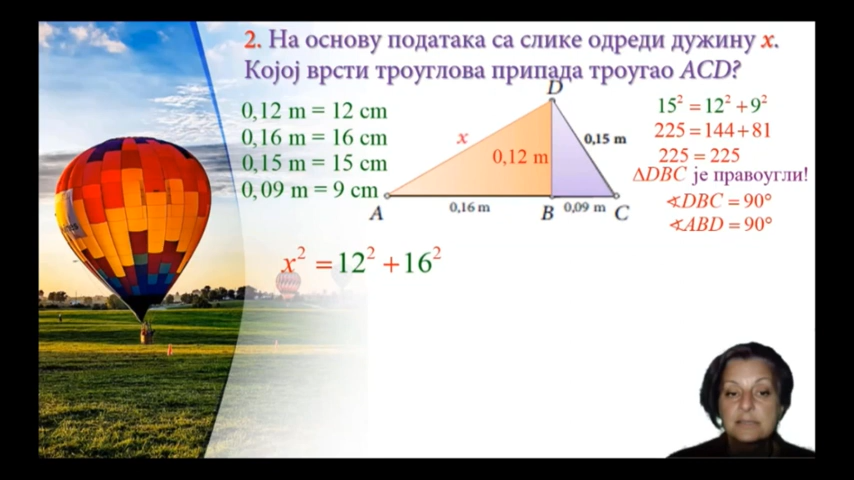 2. На основу података са слике одреди дужину x.
Којој врсти троуглова припада троугао ACD?
0,12 m = 12 cm
0,16 m = 16 cm
0,15 m = 15 cm
0,09 m = 9 cm
D
x
0,12 m
0,15 m
A
0,16 m
B
0,09 m
C
15² = 12² + 9²
225 = 144 + 81
225 = 225
ΔDBC је правоугли!
∢DBC = 90°
∢ABD = 90°
x² = 12² + 16²